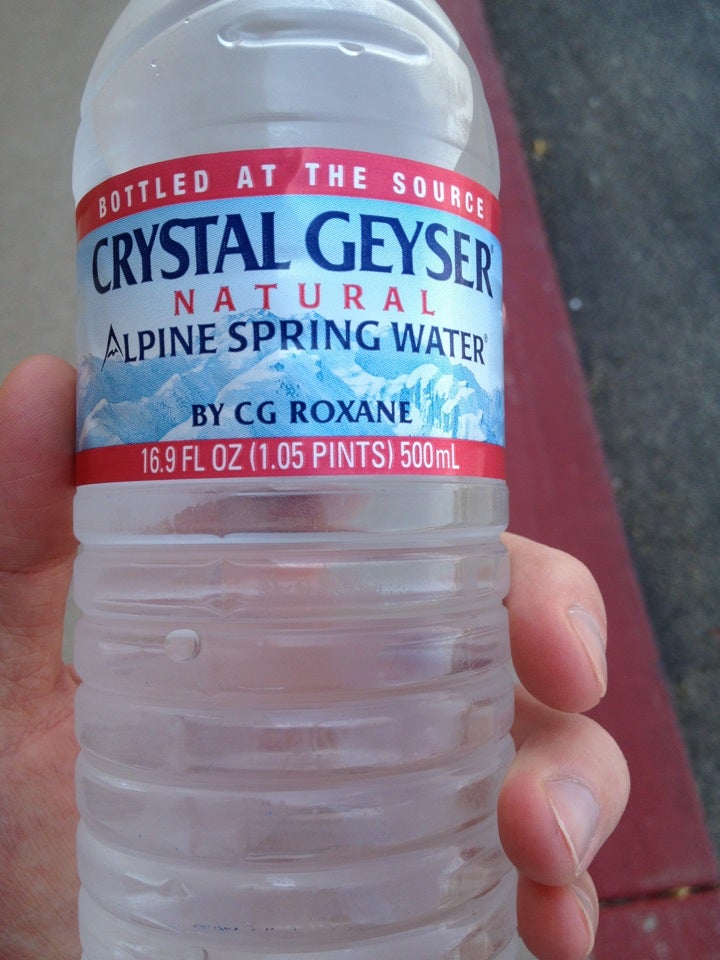 BOTTLED AT THE SOURCE
CRYSTAL GEYSER®
NATURAL
ALPINE SPRING WATER®
BY CG ROXANE
16.9 FL OZ (1.05 PINTS) 500mL